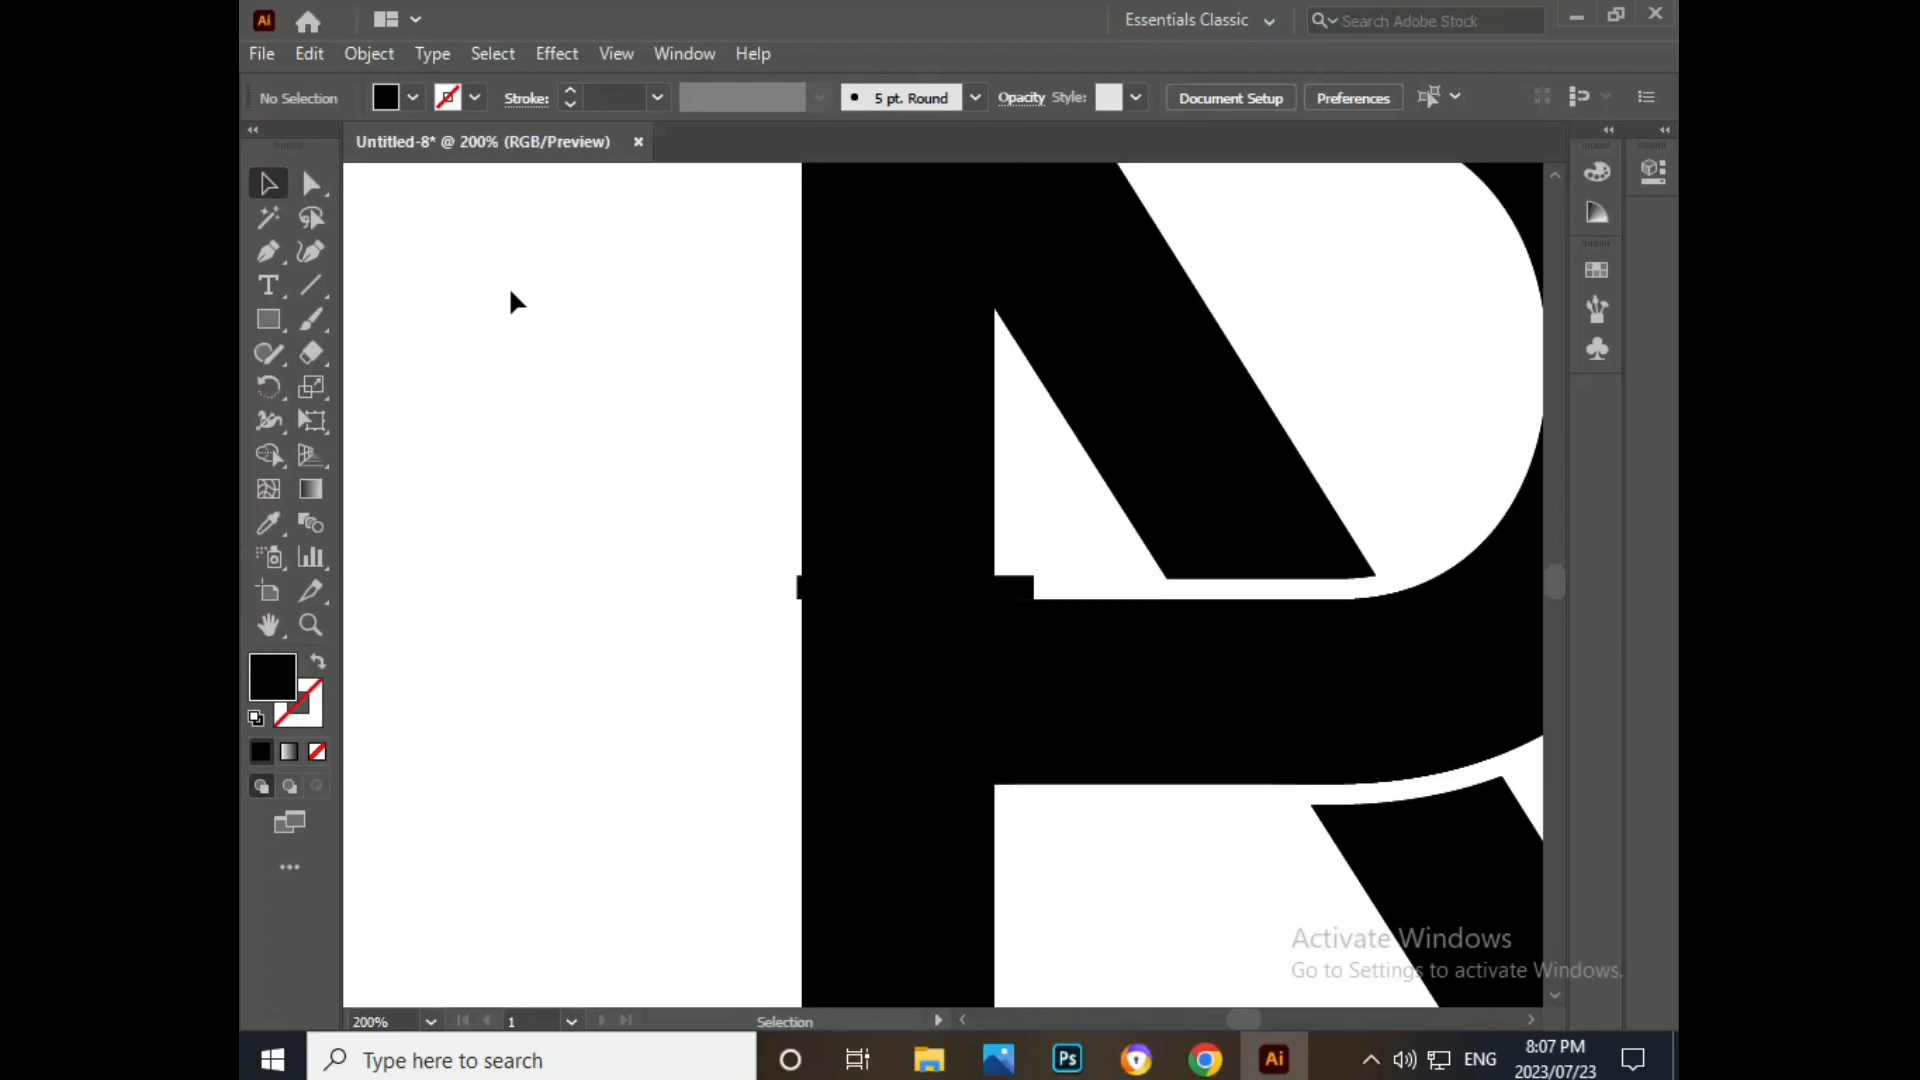 Ai
Essentials Classic
Search Adobe Stock
File Edit Object Type Select Effect View Window Help
No Selection
Stroke:
5 pt. Round
Opacity Style:
Document Setup
Preferences
Untitled-8* @ 200% (RGB/Preview)
Activate Windows
Go to Settings to activate Windows.
200%
1
Selection
Type here to search
Ps
Ai
ENG
8:07 PM
2023/07/23